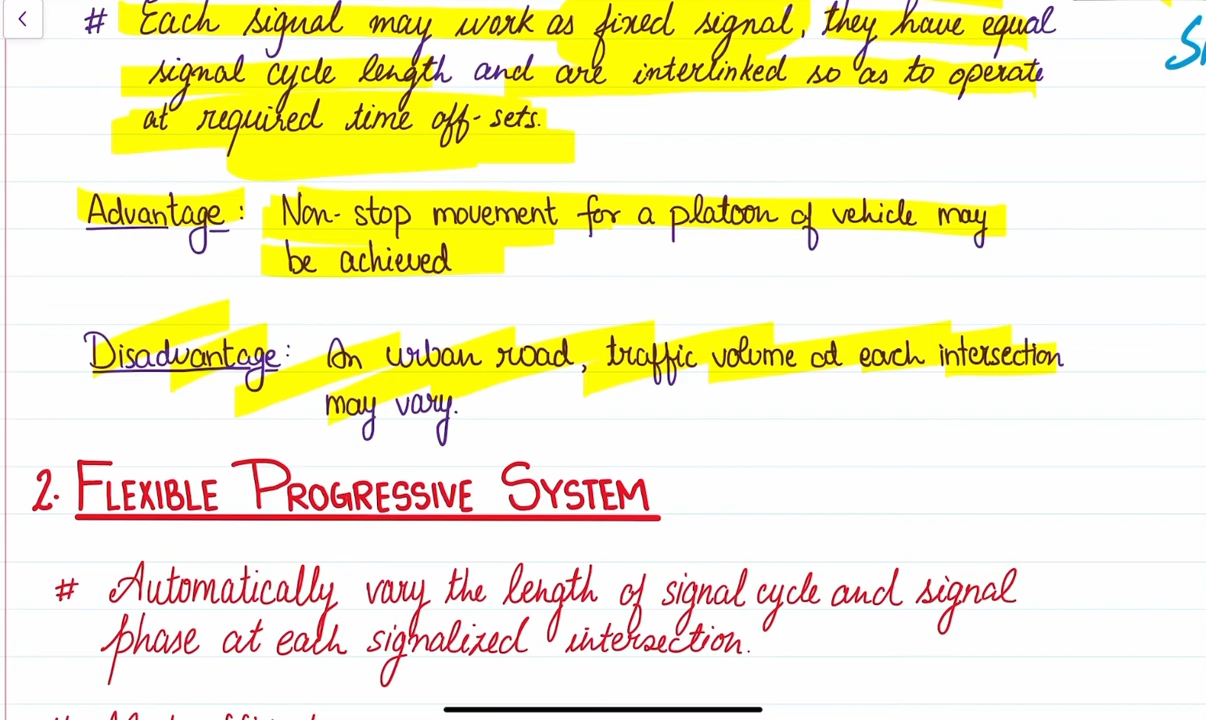 # Each signal may work as fixed signal, they have equal
signal cycle length and are interlinked so as to operate
at required time off-sets.
Advantage: Non-stop movement for a platoon of vehicle may
be achieved
Disadvantage: On urban road, traffic volume at each intersection
may vary.
2. FLEXIBLE PROGRESSIVE SYSTEM
# Automatically vary the length of signal cycle and signal
phase at each signalized intersection.